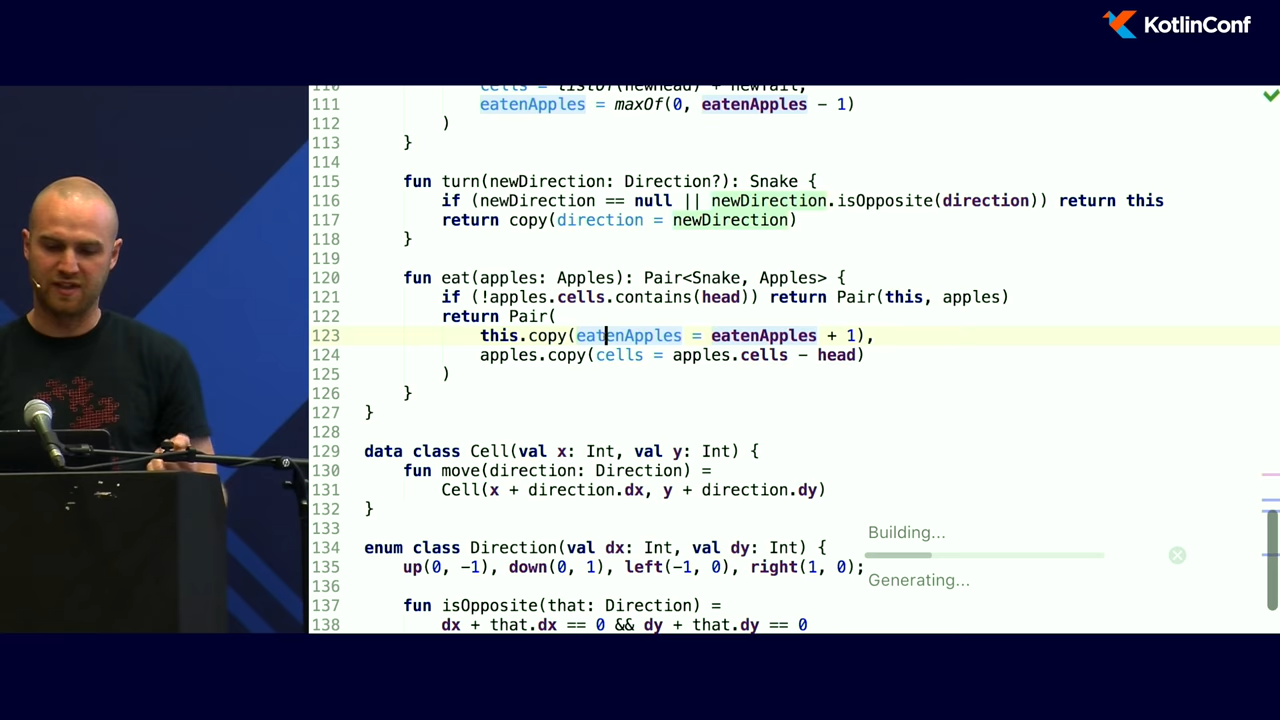 KotlinConf
110 cells = listOf(newHead) + newTail,
111 eatenApples = maxOf(0, eatenApples - 1)
112 )
113 }
114
115 fun turn(newDirection: Direction?): Snake {
116 if (newDirection == null || newDirection.isOpposite(direction)) return this
117 return copy(direction = newDirection)
118 }
119
120 fun eat(apples: Apples): Pair<Snake, Apples> {
121 if (!apples.cells.contains(head)) return Pair(this, apples)
122 return Pair(
123 this.copy(eatenApples = eatenApples + 1),
124 apples.copy(cells = apples.cells - head)
125 )
126 }
127 }
128
129 data class Cell(val x: Int, val y: Int) {
130 fun move(direction: Direction) =
131 Cell(x + direction.dx, y + direction.dy)
132 }
133
134 enum class Direction(val dx: Int, val dy: Int) {
135 up(0, -1), down(0, 1), left(-1, 0), right(1, 0);
136
137 fun isOpposite(that: Direction) =
138 dx + that.dx == 0 && dy + that.dy == 0
Building...
Generating...